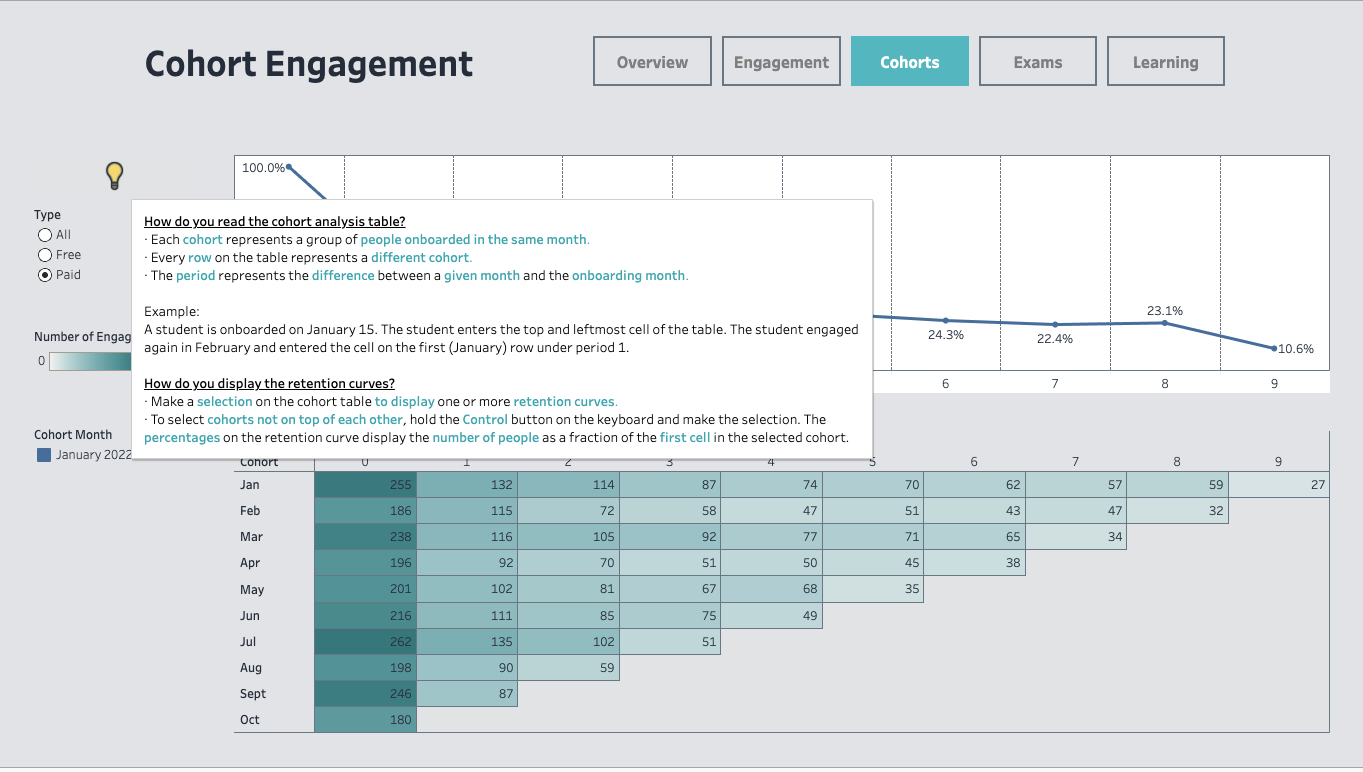 Cohort Engagement
Overview
Engagement
Cohorts
Exams
Learning
100.0%
24.3%
22.4%
23.1%
10.6%
6 7 8 9
Type
All
Free
Paid
Number of Engag
0
Cohort Month
January 2022
How do you read the cohort analysis table?
· Each cohort represents a group of people onboarded in the same month.
· Every row on the table represents a different cohort.
· The period represents the difference between a given month and the onboarding month.
Example:
A student is onboarded on January 15. The student enters the top and leftmost cell of the table. The student engaged
again in February and entered the cell on the first (January) row under period 1.
How do you display the retention curves?
· Make a selection on the cohort table to display one or more retention curves.
· To select cohorts not on top of each other, hold the Control button on the keyboard and make the selection. The
percentages on the retention curve display the number of people as a fraction of the first cell in the selected cohort.
Cohort 0 1 2 3 4 5 6 7 8 9
Jan 255 132 114 87 74 70 62 57 59 27
Feb 186 115 72 58 47 51 43 47 32
Mar 238 116 105 92 77 71 65 34
Apr 196 92 70 51 50 45 38
May 201 102 81 67 68 35
Jun 216 111 85 75 49
Jul 262 135 102 51
Aug 198 90 59
Sept 246 87
Oct 180